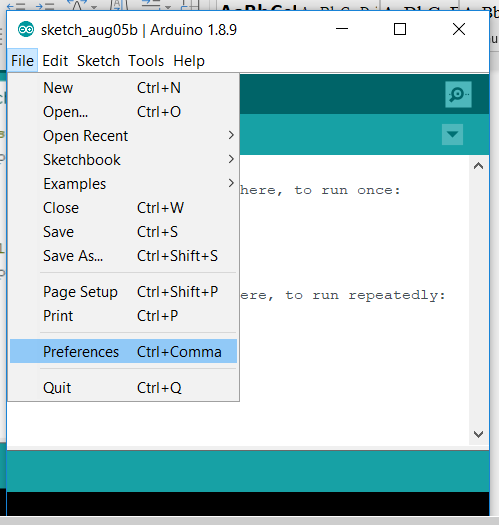 sketch_aug05b | Arduino 1.8.9
File Edit Sketch Tools Help
New Ctrl+N
Open... Ctrl+O
Open Recent
Sketchbook
Examples
Close Ctrl+W
Save Ctrl+S
Save As... Ctrl+Shift+S
Page Setup Ctrl+Shift+P
Print Ctrl+P
Preferences Ctrl+Comma
Quit Ctrl+Q
here, to run once:
ere, to run repeatedly: